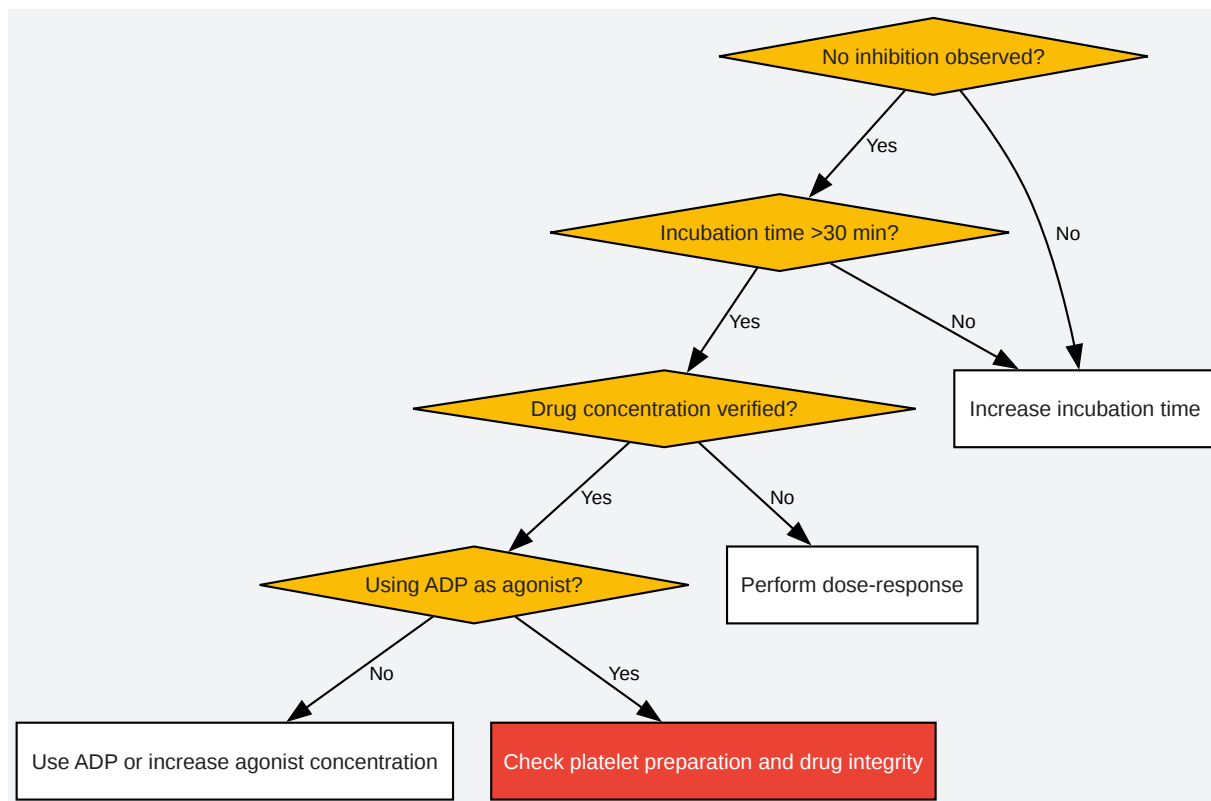 No inhibition observed?
Yes
Incubation time >30 min?
No
Yes
No
Drug concentration verified?
Increase incubation time
Yes
No
Using ADP as agonist?
Perform dose-response
No
Yes
Use ADP or increase agonist concentration
Check platelet preparation and drug integrity